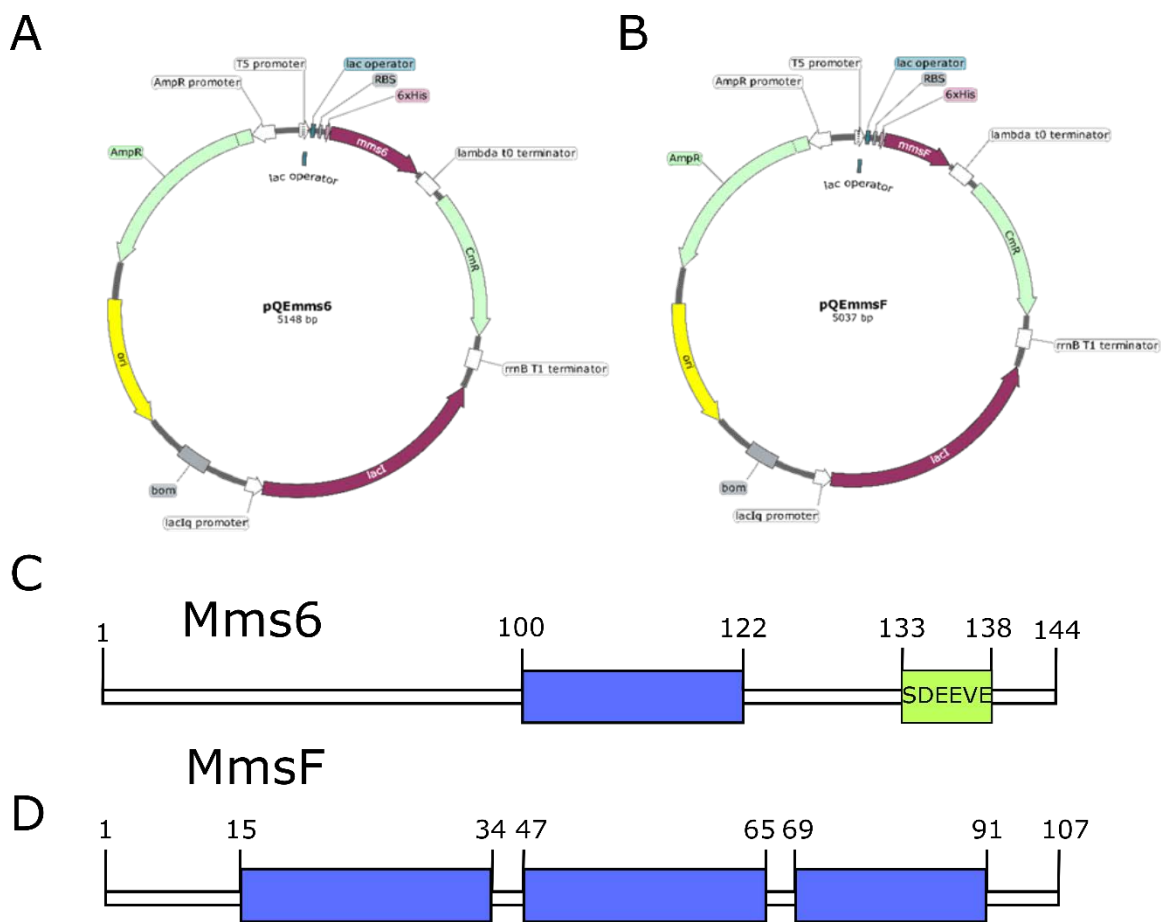 A
T5 promoter
lac operator
AmpR promoter
RBS
6xHis
AmpR
mms6
lambda t0 terminator
lac operator
CmR
pQEmms6
5148 bp
ori
rrnB T1 terminator
bom
lacI
lacIq promoter
B
T5 promoter
lac operator
AmpR promoter
RBS
6xHis
AmpR
mmsF
lambda t0 terminator
lac operator
CmR
pQEmmsF
5037 bp
ori
rrnB T1 terminator
bom
lacI
lacIq promoter
C
Mms6
1 100 122 133 138 144
SDEEVE
MmsF
D
1 15 34 47 65 69 91 107